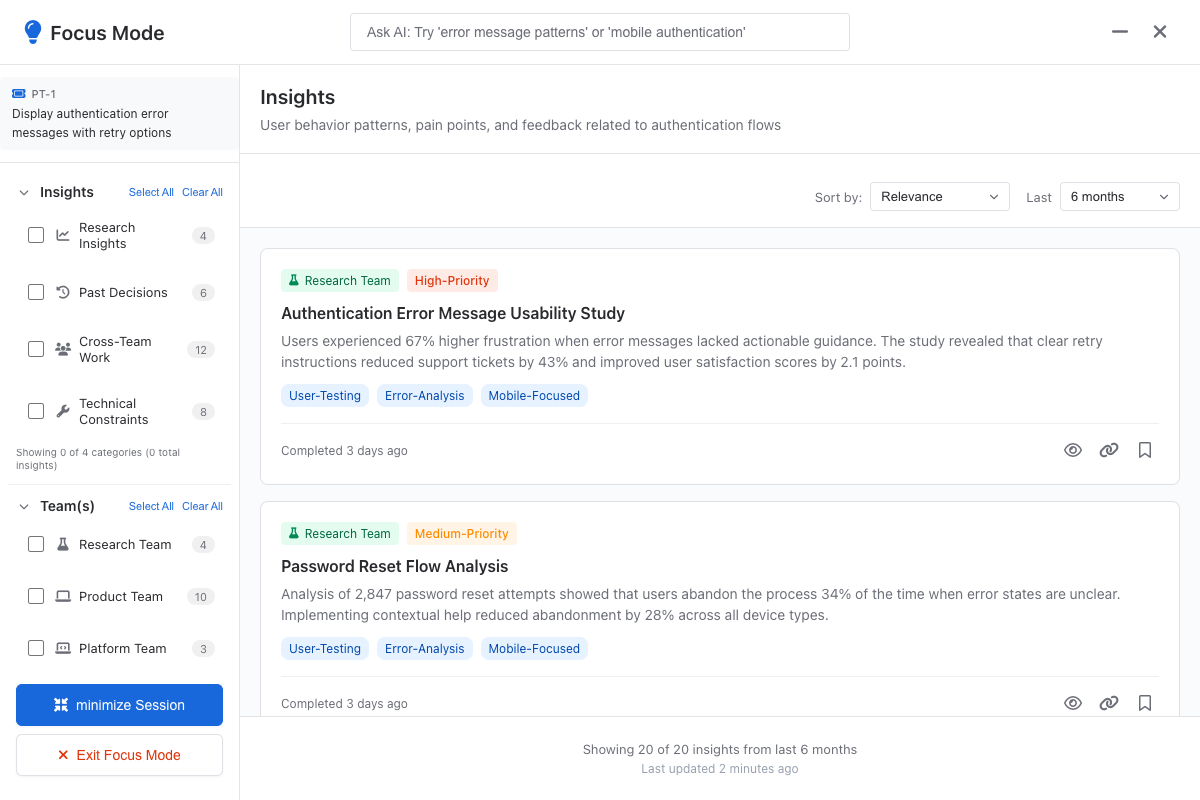 Focus Mode
Ask AI: Try 'error message patterns' or 'mobile authentication'
PT-1
Display authentication error
messages with retry options
Insights
Select All
Clear All
Research
Insights
4
Past Decisions
6
Cross-Team
Work
12
Technical
Constraints
8
Showing 0 of 4 categories (0 total
insights)
Team(s)
Select All
Clear All
Research Team
4
Product Team
10
Platform Team
3
minimize Session
Exit Focus Mode
Insights
User behavior patterns, pain points, and feedback related to authentication flows
Sort by:
Relevance
Last
6 months
Research Team
High-Priority
Authentication Error Message Usability Study
Users experienced 67% higher frustration when error messages lacked actionable guidance. The study revealed that clear retry
instructions reduced support tickets by 43% and improved user satisfaction scores by 2.1 points.
User-Testing
Error-Analysis
Mobile-Focused
Completed 3 days ago
Research Team
Medium-Priority
Password Reset Flow Analysis
Analysis of 2,847 password reset attempts showed that users abandon the process 34% of the time when error states are unclear.
Implementing contextual help reduced abandonment by 28% across all device types.
User-Testing
Error-Analysis
Mobile-Focused
Completed 3 days ago
Showing 20 of 20 insights from last 6 months
Last updated 2 minutes ago